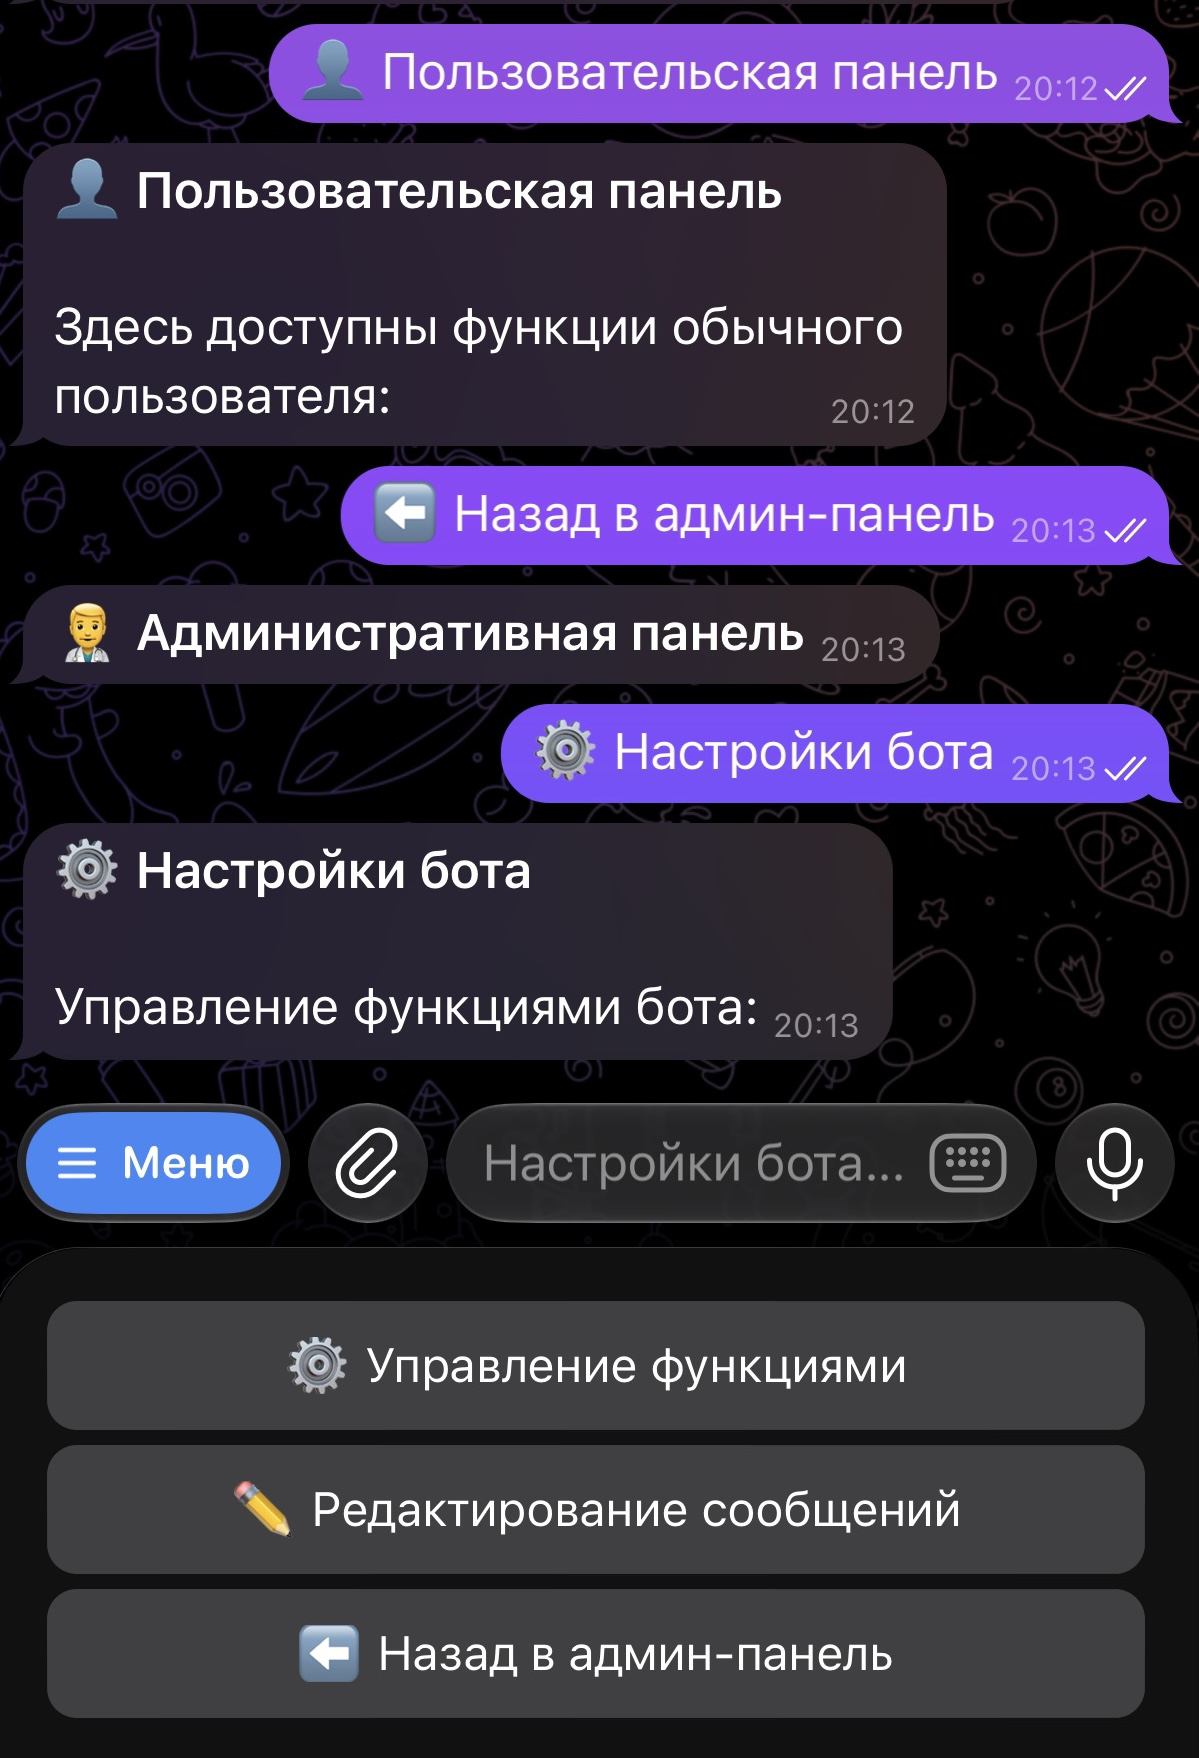 👤 Пользовательская панель 20:12
👤 Пользовательская панель
Здесь доступны функции обычного
пользователя: 20:12
⬅️ Назад в админ-панель 20:13
👨‍⚕️ Административная панель 20:13
⚙️ Настройки бота 20:13
⚙️ Настройки бота
Управление функциями бота: 20:13
Меню
Настройки бота...
⚙️ Управление функциями
✏️ Редактирование сообщений
⬅️ Назад в админ-панель